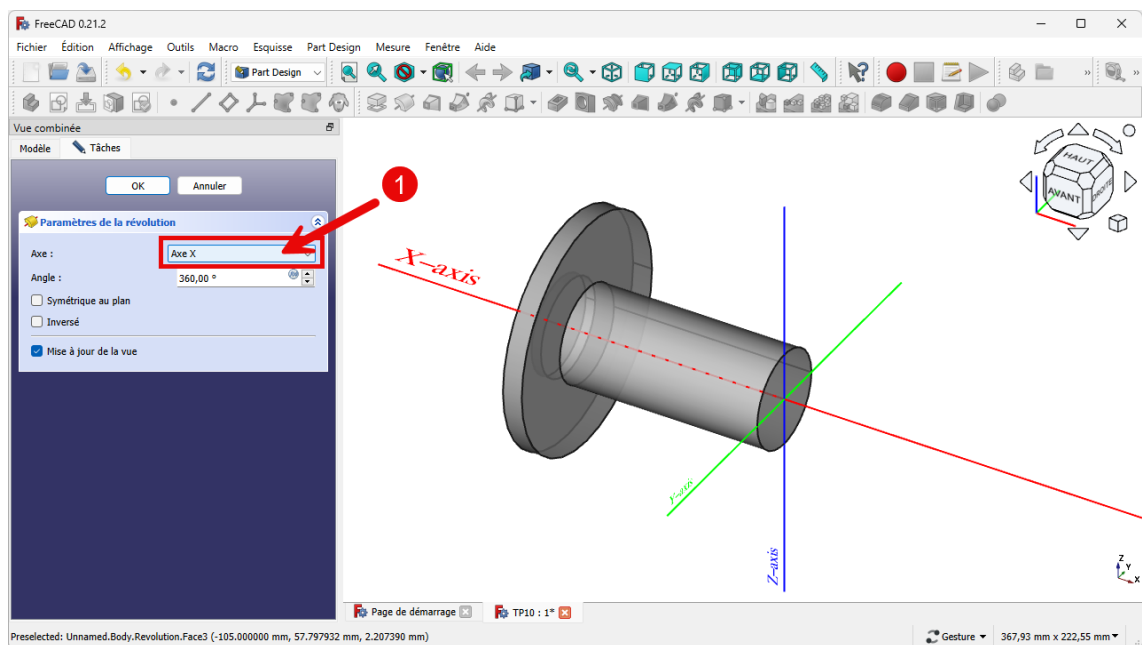 FreeCAD 0.21.2
Fichier Édition Affichage Outils Macro Esquisse Part Design Mesure Fenêtre Aide
Part Design
»
»
Vue combinée
Modèle Tâches
OK Annuler
1
Paramètres de la révolution
Axe : Axe X
Angle : 360,00 °
Symétrique au plan
Inversé
Mise à jour de la vue
HAUT
AVANT
DROITE
X-axis
Y-axis
Z-axis
Z
Y
X
Page de démarrage TP10 : 1*
Preselected: Unnamed.Body.Revolution.Face3 (-105.000000 mm, 57.797932 mm, 2.207390 mm) Gesture 367,93 mm x 222,55 mm